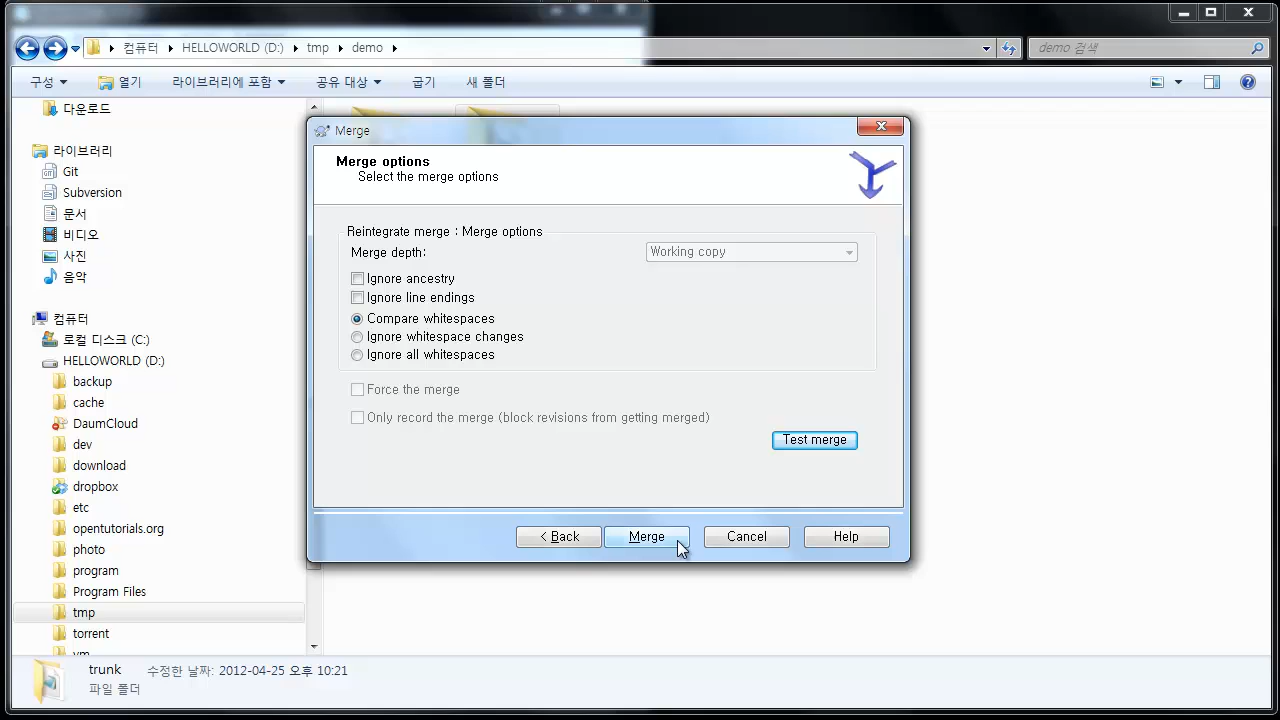 컴퓨터 HELLOWORLD (D:) tmp demo
demo 검색
구성 열기 라이브러리에 포함 공유 대상 굽기 새 폴더
다운로드
라이브러리
Git
Subversion
문서
비디오
사진
음악
컴퓨터
로컬 디스크 (C:)
HELLOWORLD (D:)
backup
cache
DaumCloud
dev
download
dropbox
etc
opentutorials.org
photo
program
Program Files
tmp
torrent
vm
Merge
Merge options
Select the merge options
Reintegrate merge : Merge options
Merge depth: Working copy
Ignore ancestry
Ignore line endings
Compare whitespaces
Ignore whitespace changes
Ignore all whitespaces
Force the merge
Only record the merge (block revisions from getting merged)
Test merge
< Back Merge Cancel Help
trunk 수정한 날짜: 2012-04-25 오후 10:21
파일 폴더